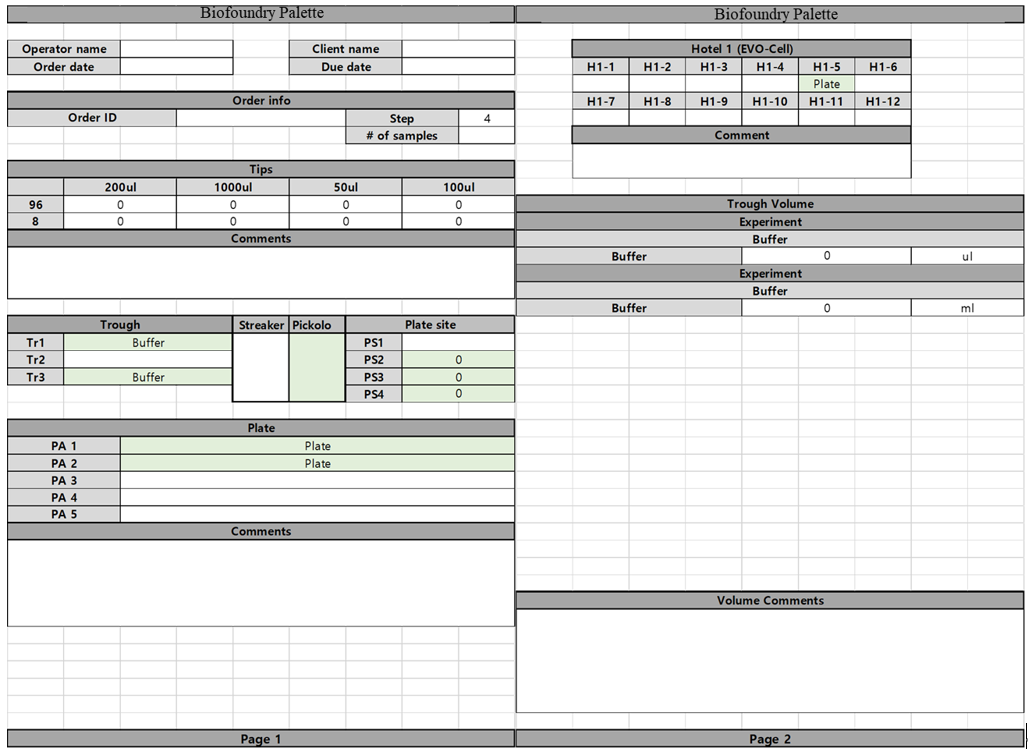 Biofoundry Palette
Operator name Client name
Order date Due date
Order info
Order ID Step 4
# of samples
Tips
200ul 1000ul 50ul 100ul
96 0 0 0 0
8 0 0 0 0
Comments
Trough Streaker Pickolo Plate site
Tr1 Buffer PS1
Tr2 PS2 0
Tr3 Buffer PS3 0
PS4 0
Plate
PA 1 Plate
PA 2 Plate
PA 3
PA 4
PA 5
Comments
Page 1
Biofoundry Palette
Hotel 1 (EVO-Cell)
H1-1 H1-2 H1-3 H1-4 H1-5 H1-6
Plate
H1-7 H1-8 H1-9 H1-10 H1-11 H1-12
Comment
Trough Volume
Experiment
Buffer
Buffer 0 ul
Experiment
Buffer
Buffer 0 ml
Volume Comments
Page 2